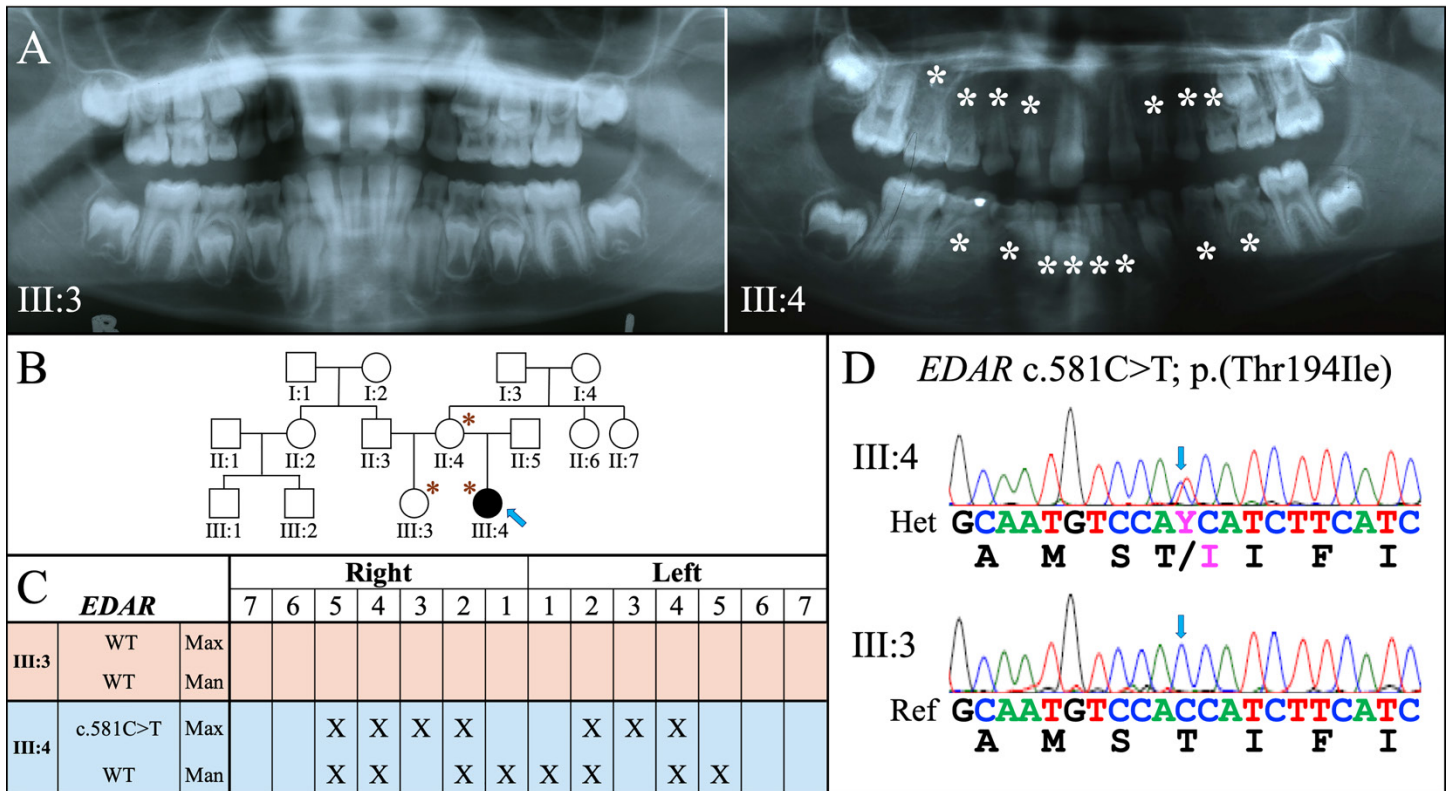 A
III:3
R
III:4
* * * * * * *
* * * * * * * *
B
I:1 I:2 I:3 I:4
*
II:1 II:2 II:3 II:4 II:5 II:6 II:7
* *
III:1 III:2 III:3 III:4
C EDAR Right Left
7 6 5 4 3 2 1 1 2 3 4 5 6 7
III:3 WT Max
WT Man
III:4 c.581C>T Max X X X X X X X
WT Man X X X X X X X X
D EDAR c.581C>T; p.(Thr194Ile)
III:4
Het GCAATGTCCAYCATCTTCATC
A M S T/I I F I
III:3
Ref GCAATGTCCACCATCTTCATC
A M S T I F I